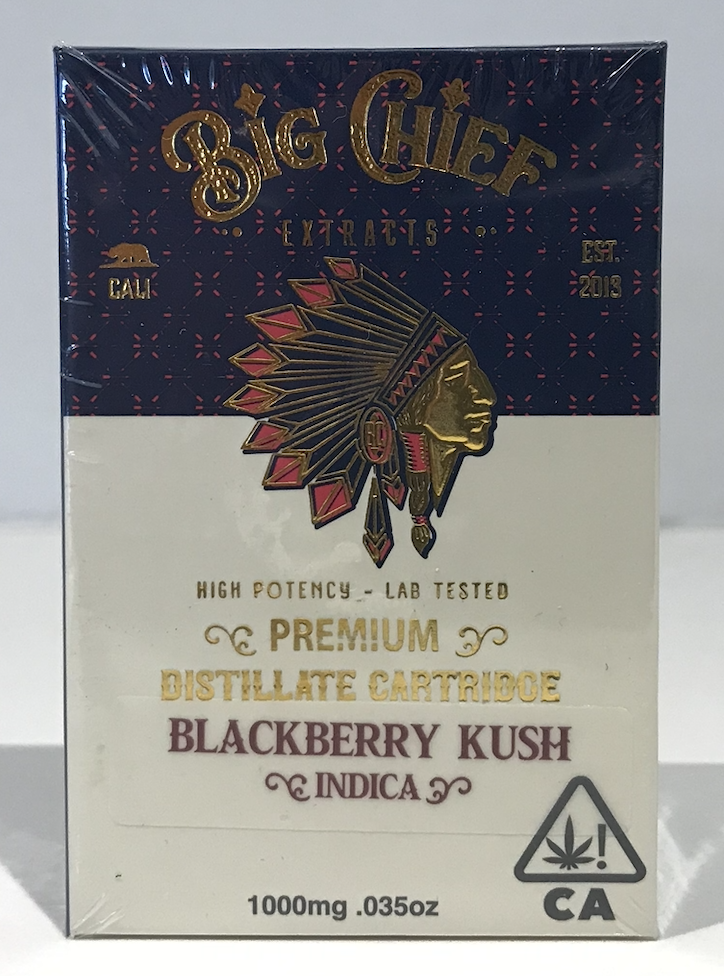 BIG CHIEF
EXTRACTS
CALI
EST.
2013
BC
HIGH POTENCY - LAB TESTED
PREMIUM
DISTILLATE CARTRIDGE
BLACKBERRY KUSH
INDICA
!
CA
1000mg .035oz